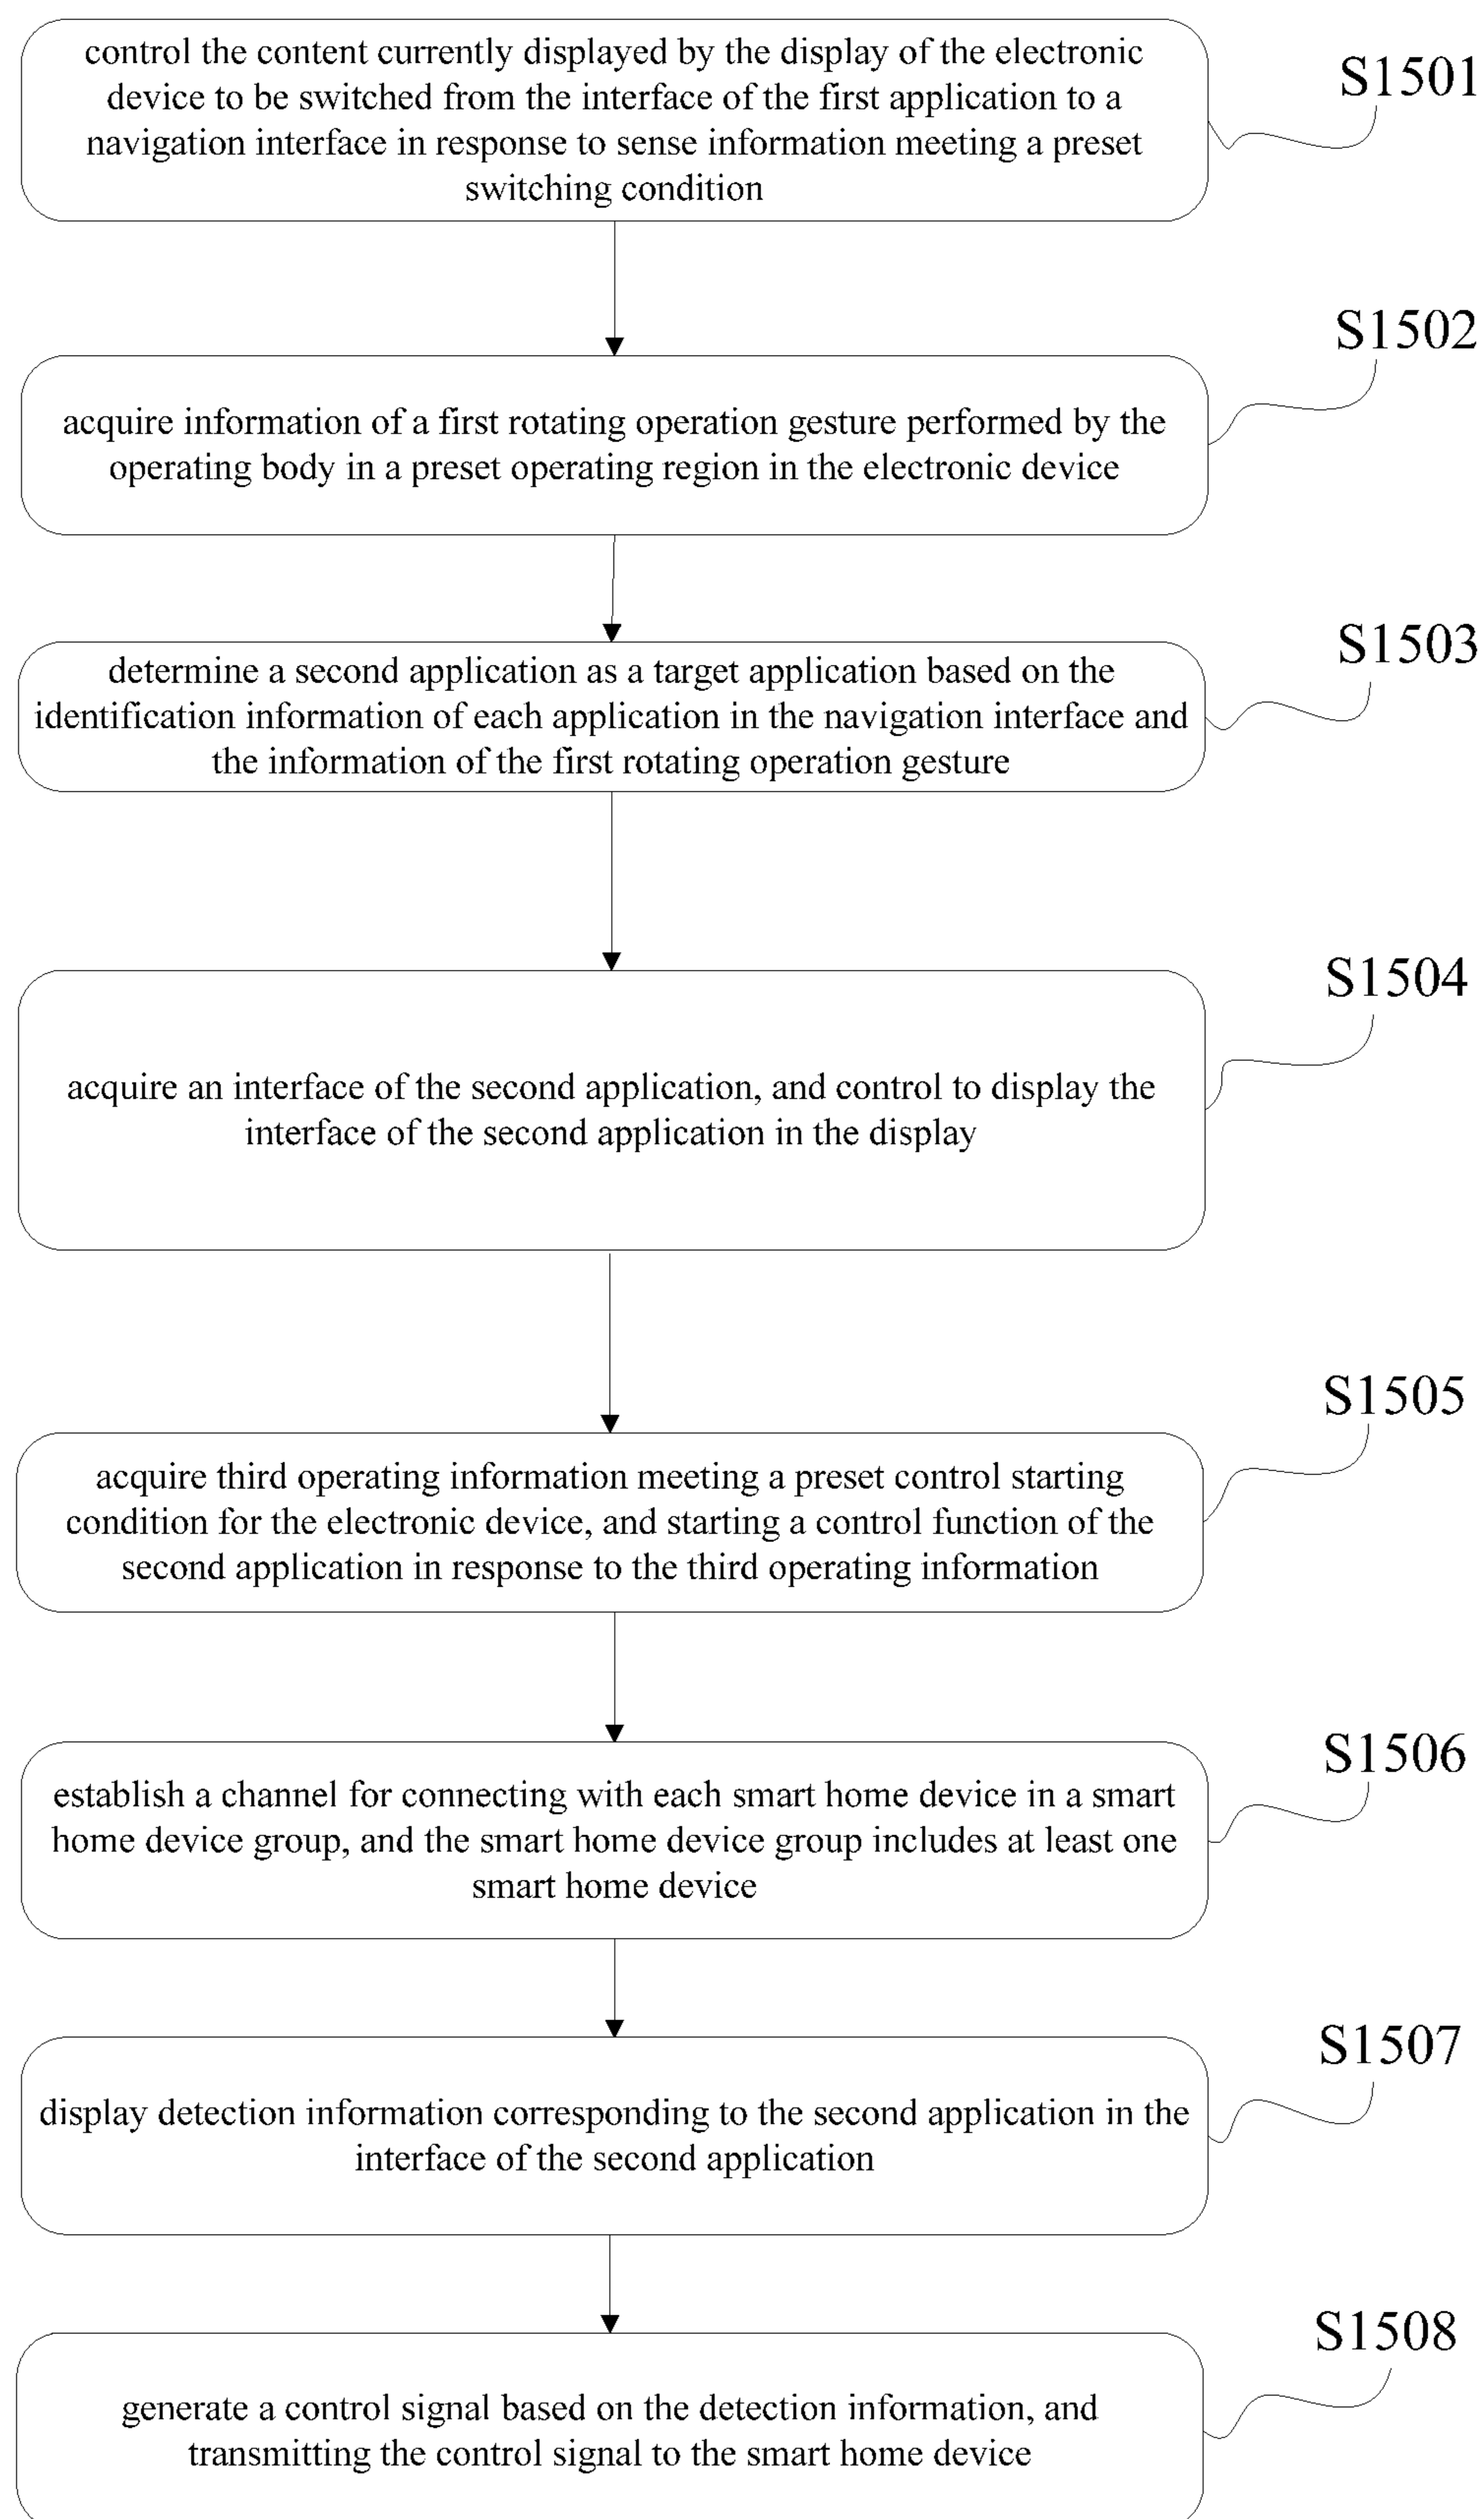 control the content currently displayed by the display of the electronic
device to be switched from the interface of the first application to a
navigation interface in response to sense information meeting a preset
switching condition
S1501
acquire information of a first rotating operation gesture performed by the
operating body in a preset operating region in the electronic device
S1502
determine a second application as a target application based on the
identification information of each application in the navigation interface and
the information of the first rotating operation gesture
S1503
acquire an interface of the second application, and control to display the
interface of the second application in the display
S1504
acquire third operating information meeting a preset control starting
condition for the electronic device, and starting a control function of the
second application in response to the third operating information
S1505
establish a channel for connecting with each smart home device in a smart
home device group, and the smart home device group includes at least one
smart home device
S1506
display detection information corresponding to the second application in the
interface of the second application
S1507
generate a control signal based on the detection information, and
transmitting the control signal to the smart home device
S1508